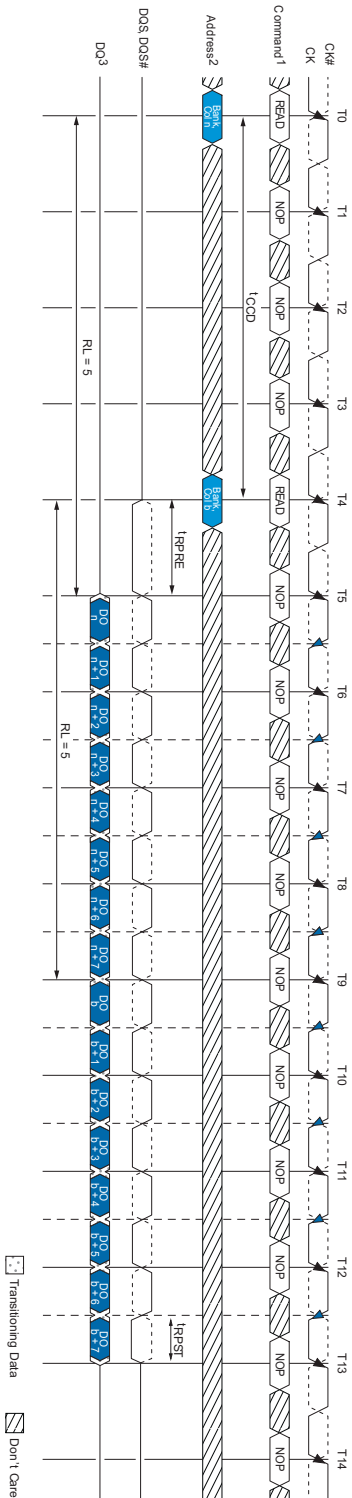 T0 T1 T2 T3 T4 T5 T6 T7 T8 T9 T10 T11 T12 T13 T14
CK#
CK
Command1 READ NOP NOP NOP READ NOP NOP NOP NOP NOP NOP NOP NOP NOP NOP
tCCD
Address2 Bank, Col n Bank, Col b
tRPRE tRPST
DQS, DQS#
DQ3 DO n DO n + 1 DO n + 2 DO n + 3 DO n + 4 DO n + 5 DO n + 6 DO n + 7 DO b DO b + 1 DO b + 2 DO b + 3 DO b + 4 DO b + 5 DO b + 6 DO b + 7
RL = 5
RL = 5
Transitioning Data Don't Care